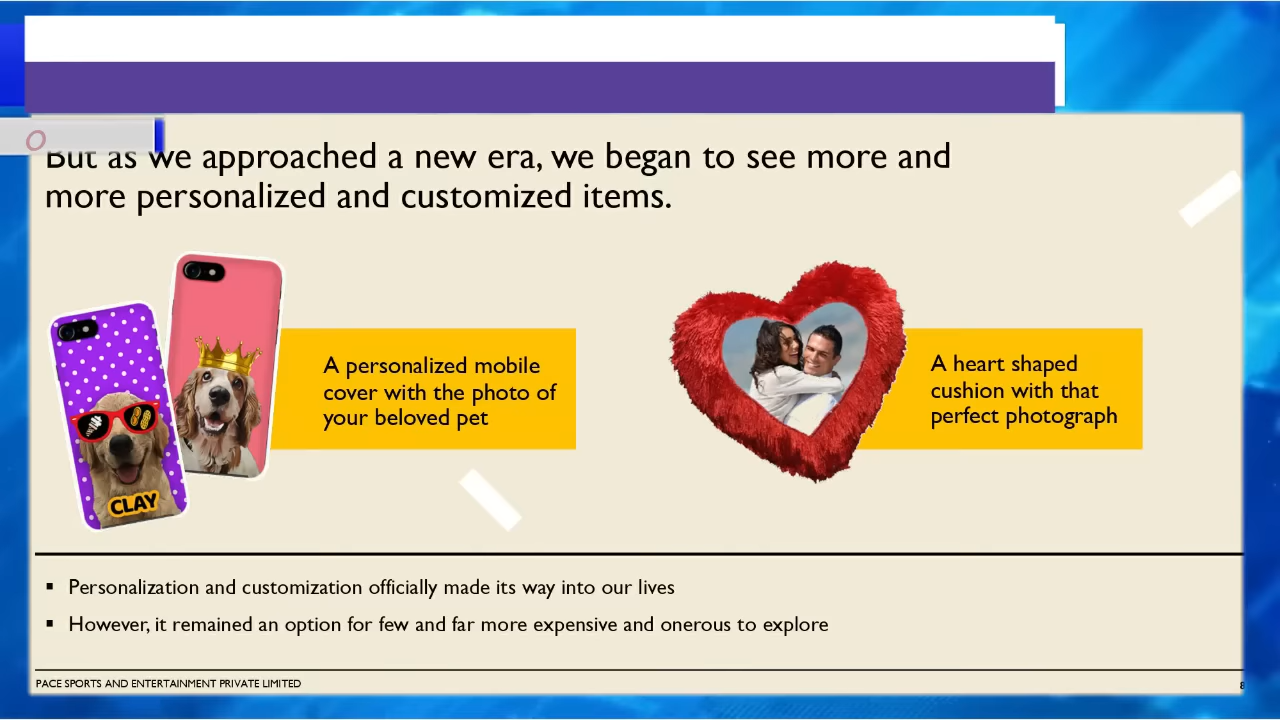 O
But as we approached a new era, we began to see more and
more personalized and customized items.
A personalized mobile
cover with the photo of
your beloved pet
A heart shaped
cushion with that
perfect photograph
CLAY
▪ Personalization and customization officially made its way into our lives
▪ However, it remained an option for few and far more expensive and onerous to explore
PACE SPORTS AND ENTERTAINMENT PRIVATE LIMITED
8